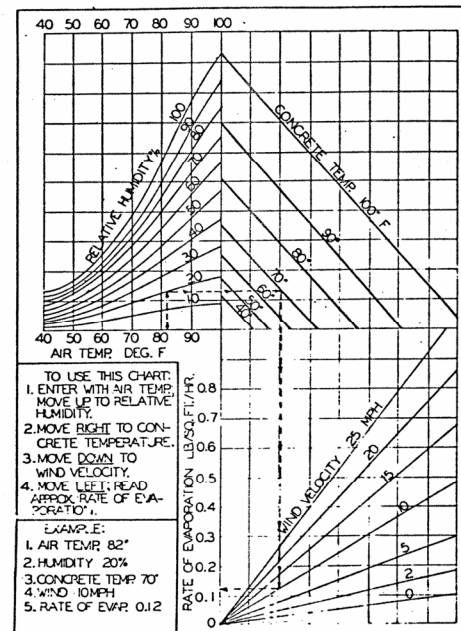 40 50 60 70 80 90 100
CONCRETE TEMP. 100° F
RELATIVE HUMIDITY%
100
90
80
70
60
50
40
30
20
10
90°
80°
70°
60°
50°
40°
40 50 60 70 80 90 100
AIR TEMP. DEG. F
TO USE THIS CHART:
1. ENTER WITH AIR TEMP,
MOVE UP TO RELATIVE
HUMIDITY.
2. MOVE RIGHT TO CON-
CRETE TEMPERATURE.
3. MOVE DOWN TO
WIND VELOCITY.
4. MOVE LEFT; READ
APPROX. RATE OF EVA-
PORATION.
EXAMPLE:
1. AIR TEMP. 82°
2. HUMIDITY 20%
3. CONCRETE TEMP. 70°
4. WIND 10 MPH
5. RATE OF EVAP. 0.12
RATE OF EVAPORATION LB/SQ.FT./HR.
0.8
0.7
0.6
0.5
0.4
0.3
0.2
0.1
0
WIND VELOCITY 25 MPH
20
15
10
5
2
0